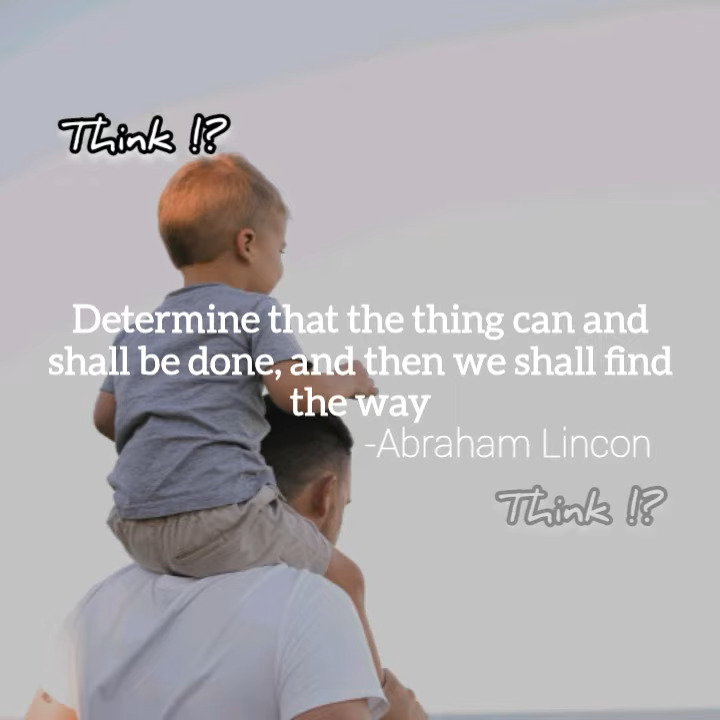 Think !?
Determine that the thing can and
shall be done, and then we shall find
the way
-Abraham Lincon
Think !?